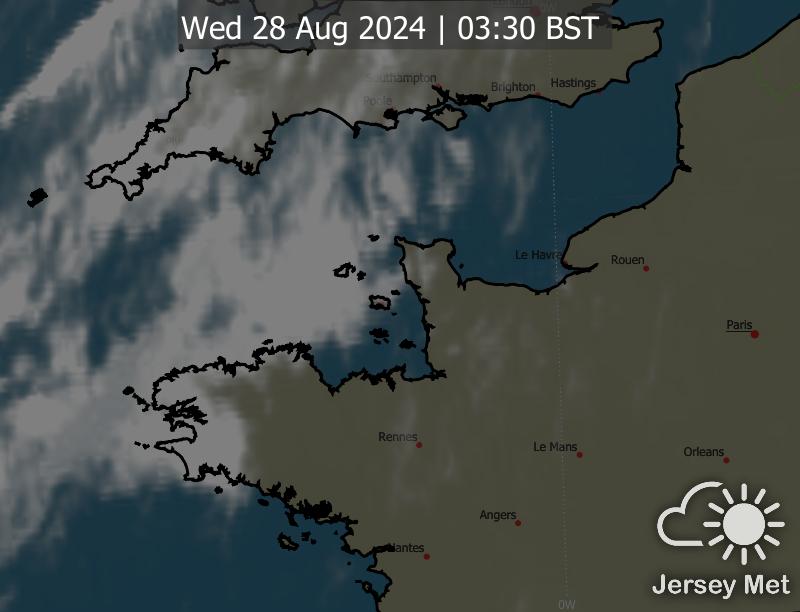 London
Wed 28 Aug 2024 | 03:30 BST
Southampton
Brighton
Hastings
Poole
Le Havre
Rouen
Paris
Rennes
Le Mans
Orleans
Angers
Nantes
Jersey Met
0W